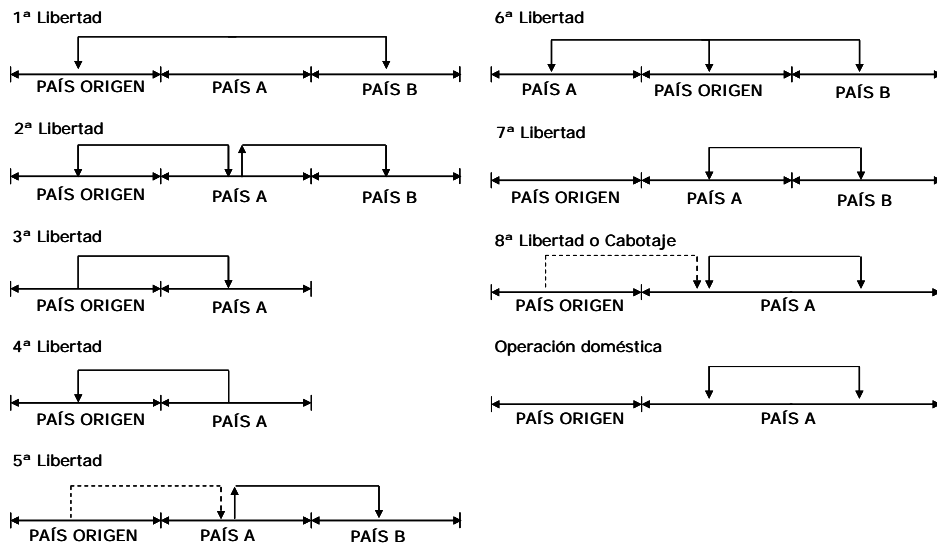 1ª Libertad
PAÍS ORIGEN PAÍS A PAÍS B
2ª Libertad
PAÍS ORIGEN PAÍS A PAÍS B
3ª Libertad
PAÍS ORIGEN PAÍS A
4ª Libertad
PAÍS ORIGEN PAÍS A
5ª Libertad
PAÍS ORIGEN PAÍS A PAÍS B
6ª Libertad
PAÍS A PAÍS ORIGEN PAÍS B
7ª Libertad
PAÍS ORIGEN PAÍS A PAÍS B
8ª Libertad o Cabotaje
PAÍS ORIGEN PAÍS A
Operación doméstica
PAÍS ORIGEN PAÍS A